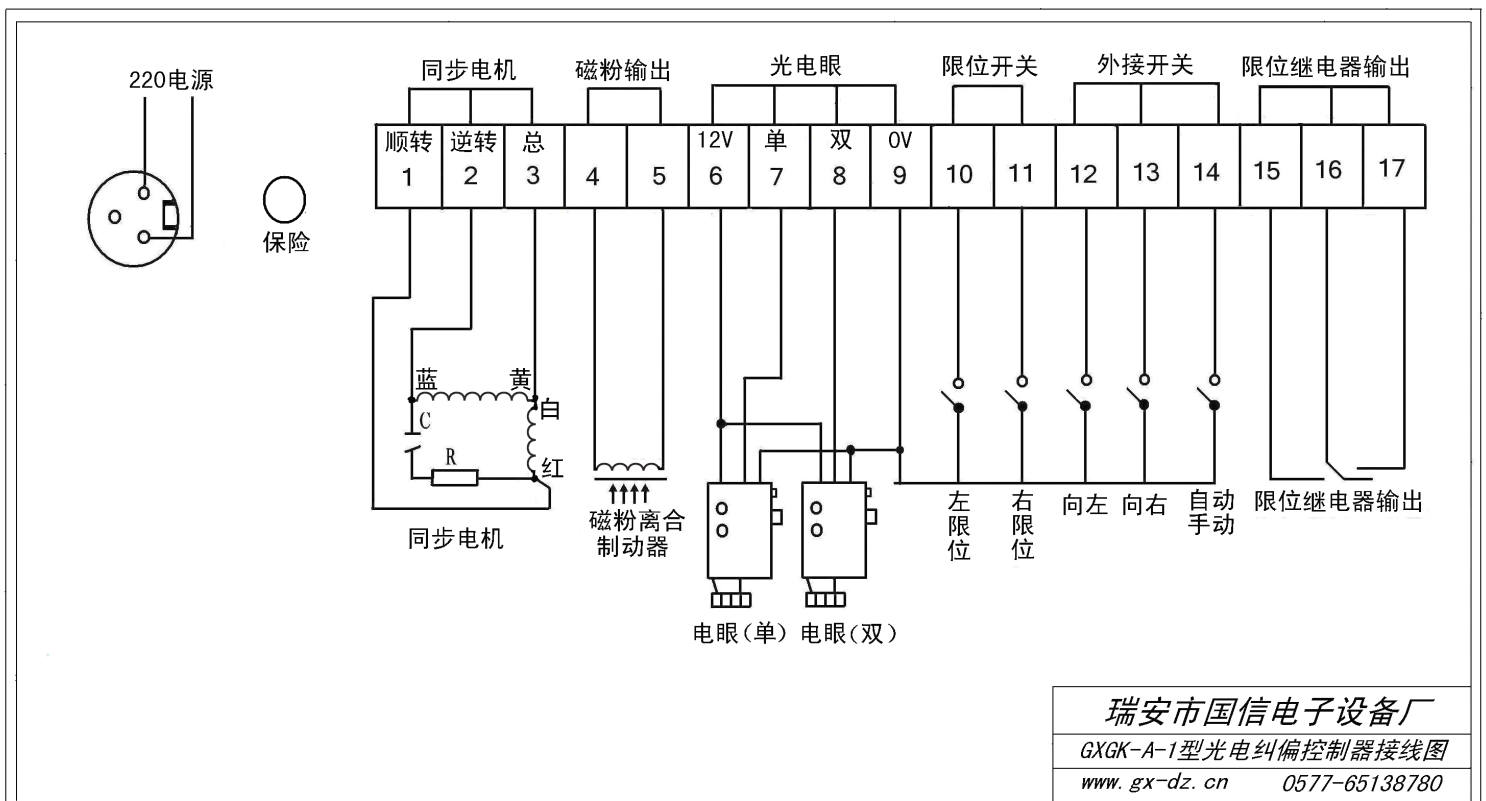 220电源
同步电机
磁粉输出
光电眼
限位开关
外接开关
限位继电器输出
顺转 逆转 总 12V 单 双 0V
1 2 3 4 5 6 7 8 9 10 11 12 13 14 15 16 17
保险
蓝 黄
白
C
R
红
同步电机
磁粉离合
制动器
电眼(单)
电眼(双)
左限位
右限位
向左
向右
自动
手动
限位继电器输出
瑞安市国信电子设备厂
GXGK-A-1型光电纠偏控制器接线图
www.gx-dz.cn 0577-65138780